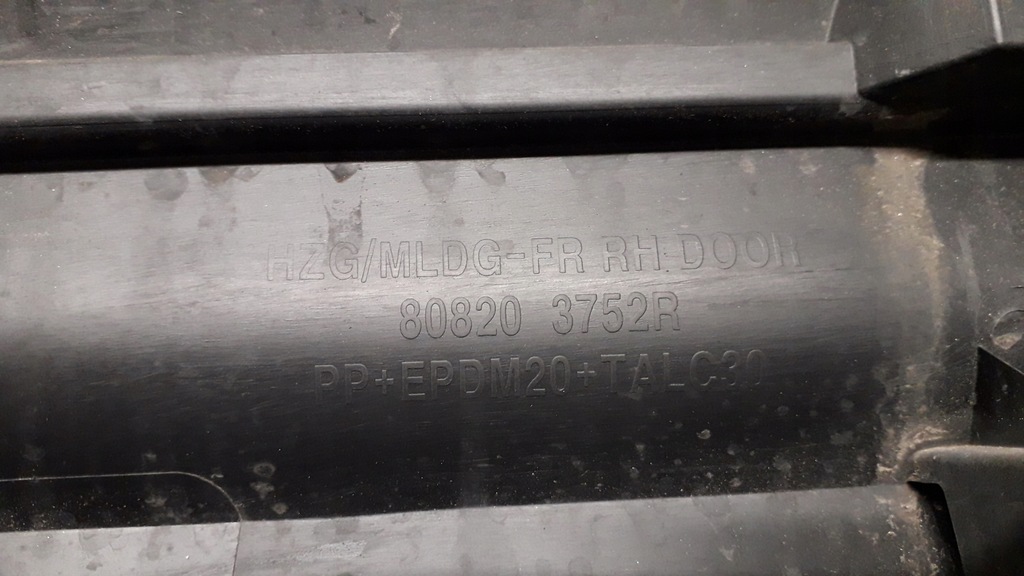 HZG/MLDG-FR RH DOOR
80820 3752R
PP+EPDM20+TALC30